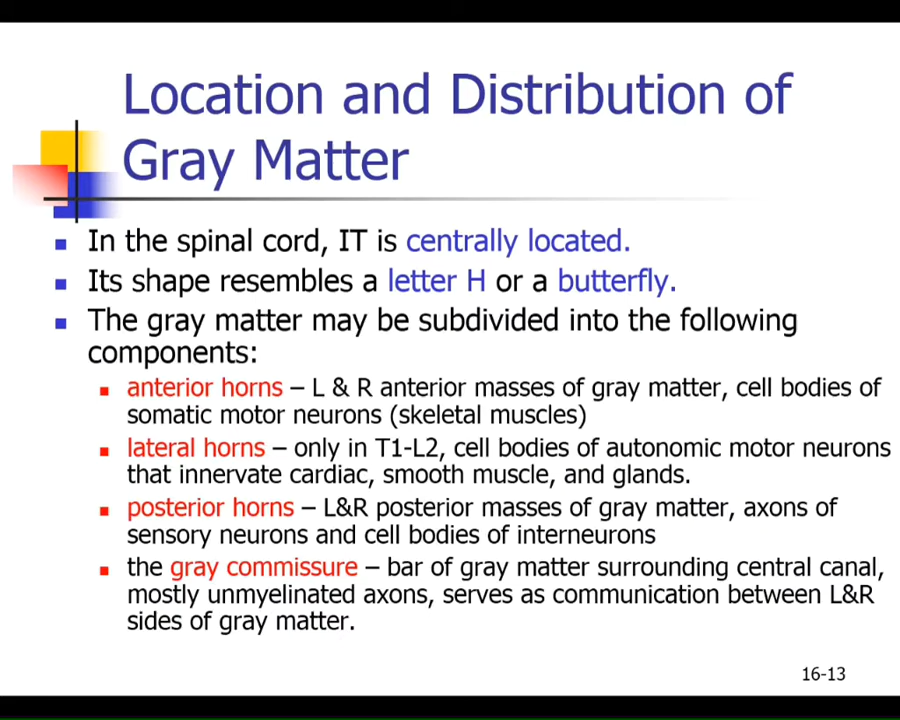 Location and Distribution of
Gray Matter
In the spinal cord, IT is centrally located.
Its shape resembles a letter H or a butterfly.
The gray matter may be subdivided into the following
components:
anterior horns – L & R anterior masses of gray matter, cell bodies of
somatic motor neurons (skeletal muscles)
lateral horns – only in T1-L2, cell bodies of autonomic motor neurons
that innervate cardiac, smooth muscle, and glands.
posterior horns – L&R posterior masses of gray matter, axons of
sensory neurons and cell bodies of interneurons
the gray commissure – bar of gray matter surrounding central canal,
mostly unmyelinated axons, serves as communication between L&R
sides of gray matter.
16-13